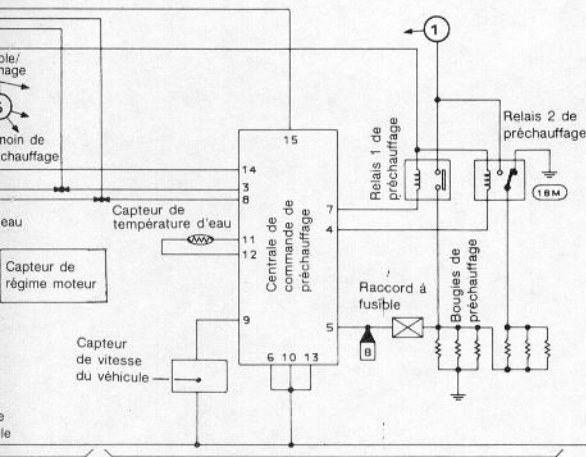 1
Relais 2 de
préchauffage
18M
Relais 1 de
préchauffage
15
14
3
8
7
4
11
12
9
5
6 10 13
Centrale de
commande de
préchauffage
Capteur de
température d'eau
eau
Capteur de
régime moteur
Capteur
de vitesse
du véhicule
Raccord à
fusible
Bougies de
préchauffage
8
ble/
nage
noin de
chauffage
e
le